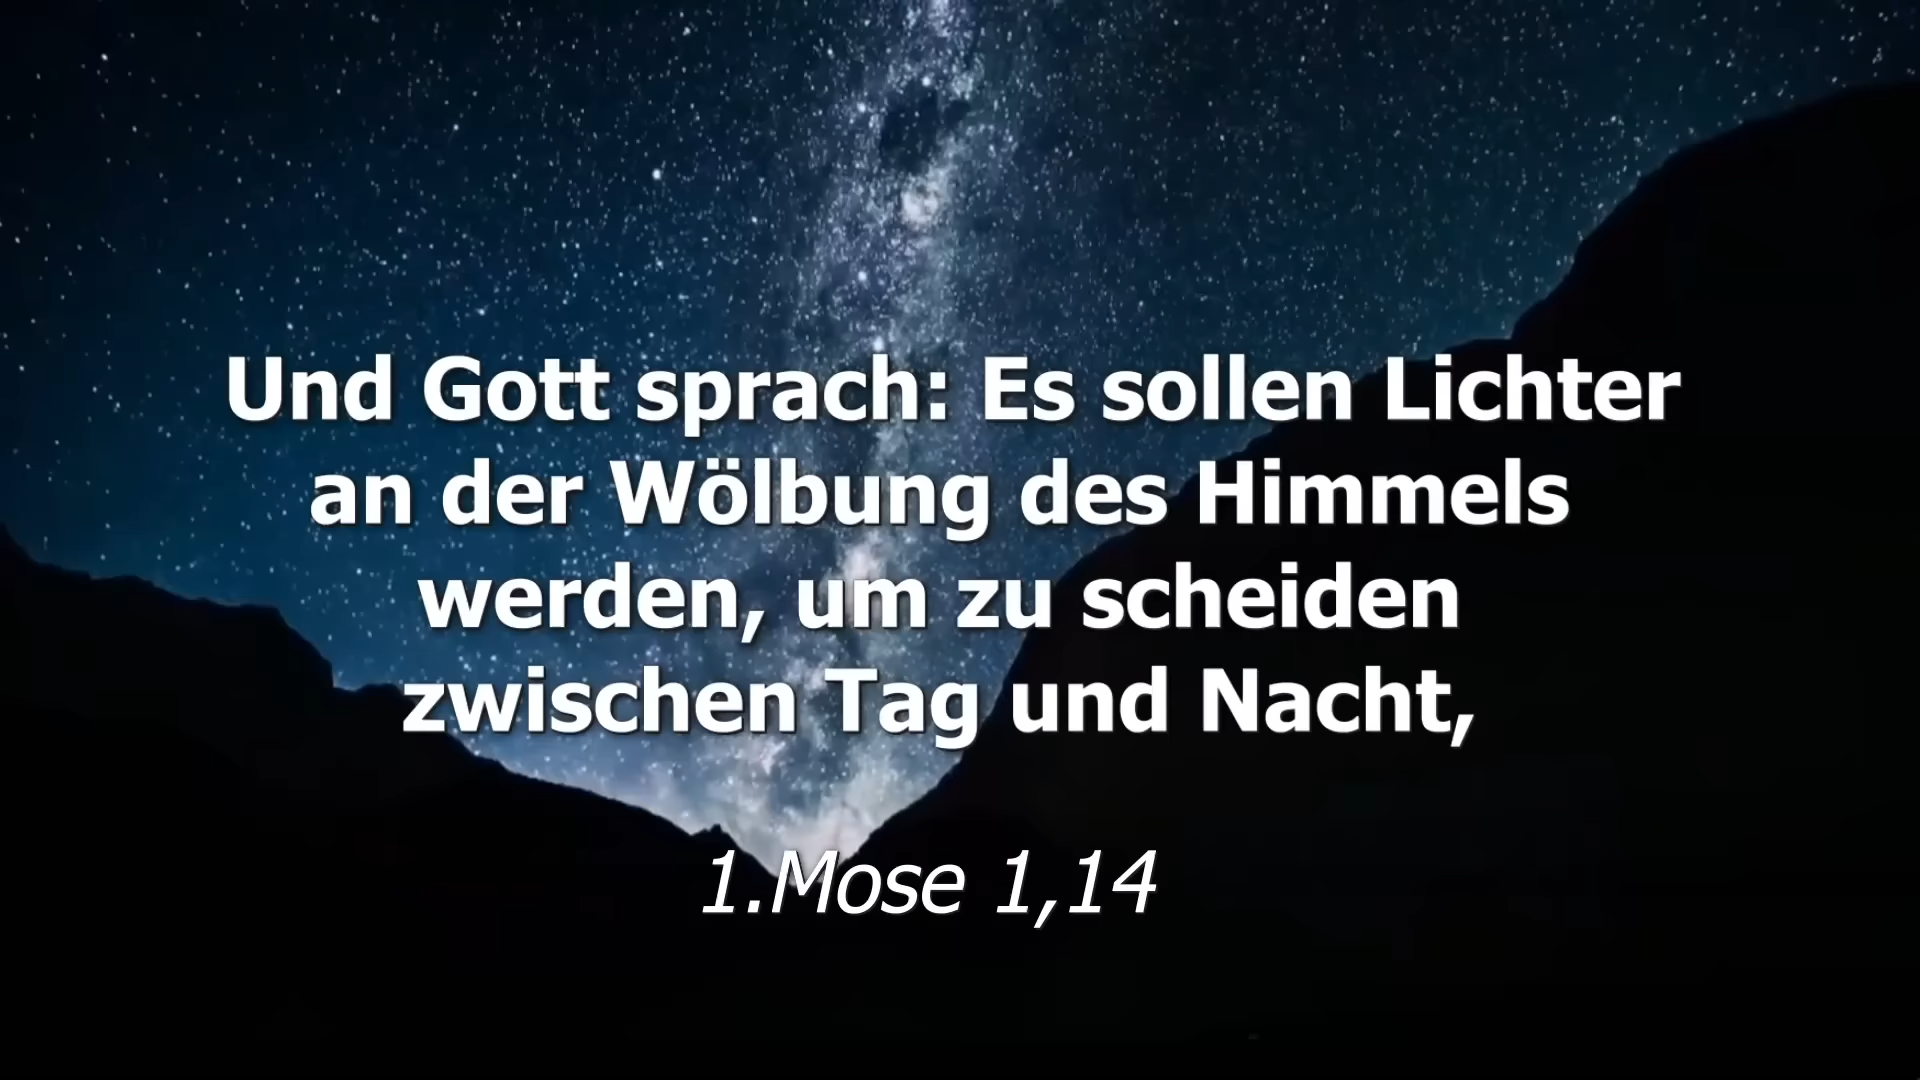 Und Gott sprach: Es sollen Lichter
an der Wölbung des Himmels
werden, um zu scheiden
zwischen Tag und Nacht,
1.Mose 1,14